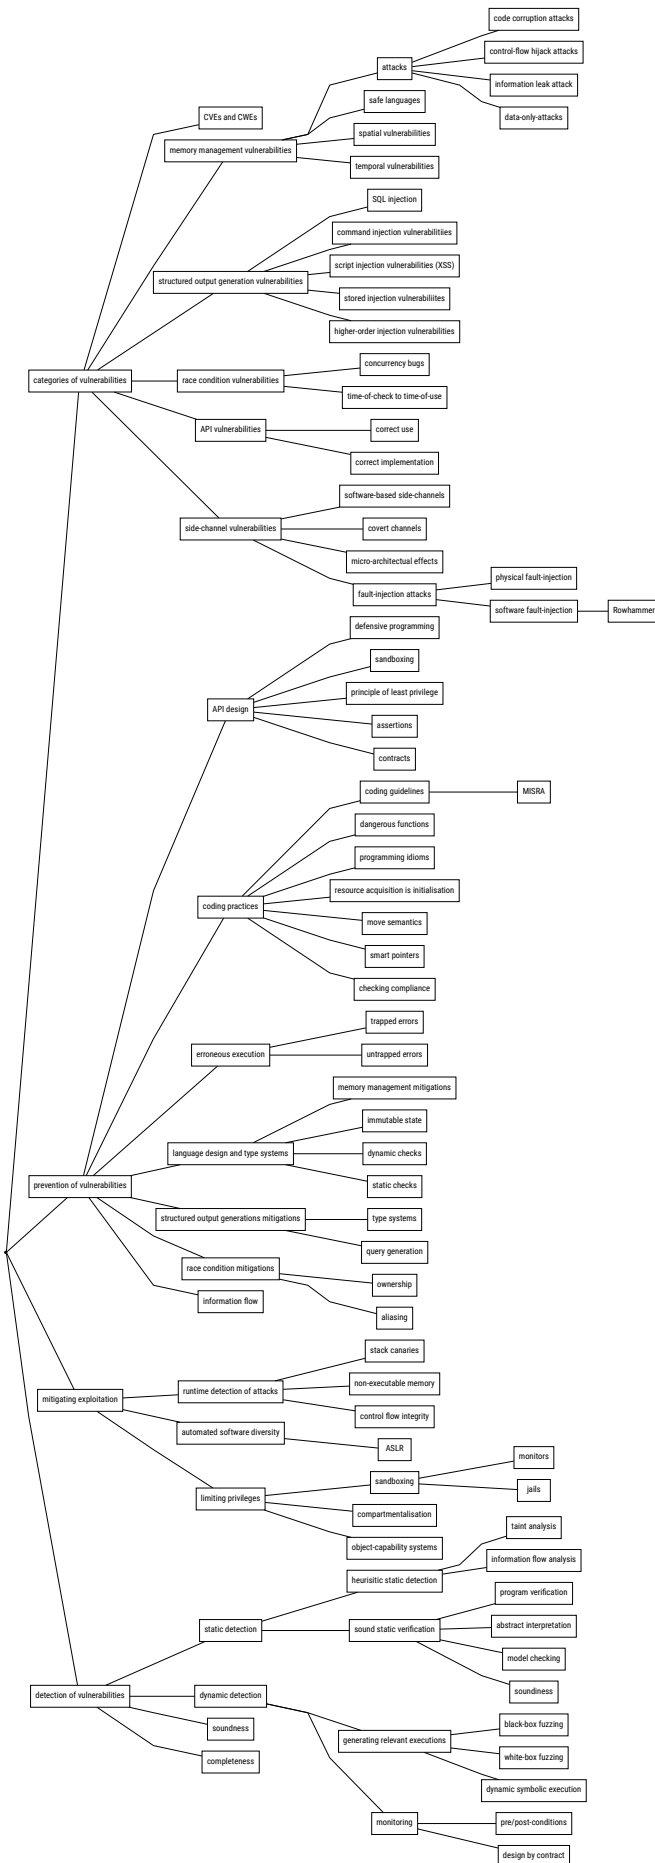 code corruption attacks
control-flow hijack attacks
attacks
information leak attack
safe languages
data-only-attacks
CVEs and CWEs
spatial vulnerabilities
memory management vulnerabilities
temporal vulnerabilities
SQL injection
command injection vulnerabilitiies
script injection vulnerabilities (XSS)
structured output generation vulnerabilities
stored injection vulnerabiliites
higher-order injection vulnerabilities
concurrency bugs
categories of vulnerabilities
race condition vulnerabilities
time-of-check to time-of-use
API vulnerabilities
correct use
correct implementation
software-based side-channels
side-channel vulnerabilities
covert channels
micro-architectual effects
physical fault-injection
fault-injection attacks
software fault-injection
Rowhammer
defensive programming
sandboxing
principle of least privilege
API design
assertions
contracts
coding guidelines
MISRA
dangerous functions
programming idioms
resource acquisition is initialisation
coding practices
move semantics
smart pointers
checking compliance
trapped errors
erroneous execution
untrapped errors
memory management mitigations
immutable state
language design and type systems
dynamic checks
prevention of vulnerabilities
static checks
structured output generations mitigations
type systems
query generation
race condition mitigations
ownership
information flow
aliasing
stack canaries
non-executable memory
mitigating exploitation
runtime detection of attacks
control flow integrity
automated software diversity
ASLR
monitors
sandboxing
jails
limiting privileges
compartmentalisation
taint analysis
object-capability systems
information flow analysis
heurisitic static detection
program verification
static detection
sound static verification
abstract interpretation
model checking
detection of vulnerabilities
dynamic detection
soundiness
soundness
black-box fuzzing
generating relevant executions
white-box fuzzing
completeness
dynamic symbolic execution
monitoring
pre/post-conditions
design by contract